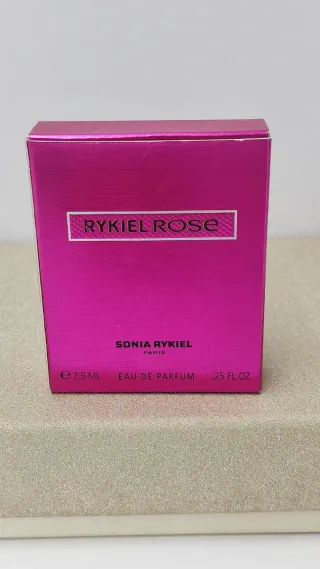 RYKIEL ROSE
SONIA RYKIEL
PARIS
℮ 7.5 ML EAU DE PARFUM .25 FL OZ